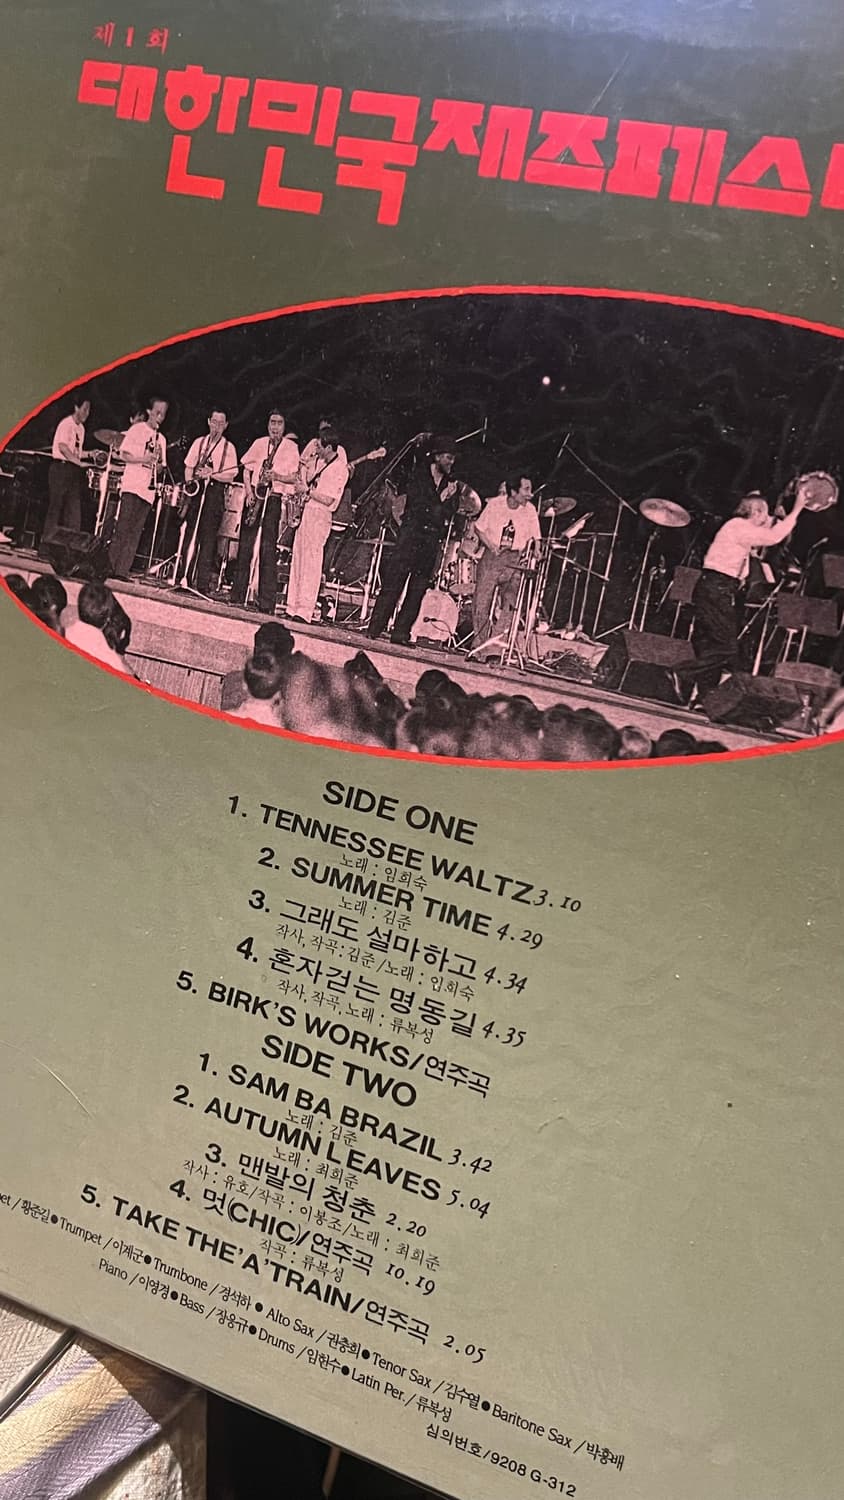 제 1 회
대한민국재즈페스
SIDE ONE
1. TENNESSEE WALTZ 3.10
노래 : 임희숙
2. SUMMER TIME 4.29
노래 : 김준
3. 그래도 설마하고 4.34
작사, 작곡 : 김준 / 노래 : 임희숙
4. 혼자걷는 명동길 4.35
작사, 작곡, 노래 : 류복성
5. BIRK'S WORKS/연주곡
SIDE TWO
1. SAM BA BRAZIL 3.42
노래 : 김준
2. AUTUMN LEAVES 5.04
노래 : 최희준
3. 맨발의 청춘 2.20
작사 : 유호/작곡 : 이봉조/노래 : 최희준
4. 멋(CHIC)/연주곡 10.19
작곡 : 류복성
5. TAKE THE'A'TRAIN/연주곡 2.05
et /황준길●Trumpet /이계군●Trumbone /경석하● Alto Sax /권충희●Tenor Sax /김수열●Baritone Sax /박흥배
Piano /이영경●Bass /장응규●Drums /임헌수●Latin Per./류복성
심의번호/9208 G-312